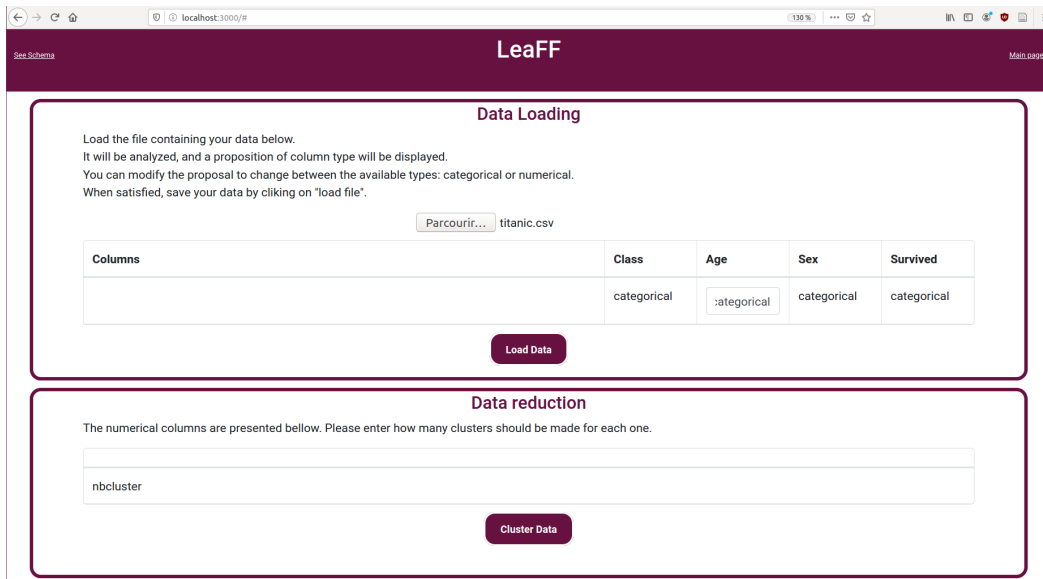 localhost:3000/#
130 %
See Schema
LeaFF
Main page
Data Loading
Load the file containing your data below.
It will be analyzed, and a proposition of column type will be displayed.
You can modify the proposal to change between the available types: categorical or numerical.
When satisfied, save your data by cliking on "load file".
Parcourir... titanic.csv
Columns Class Age Sex Survived
categorical :ategorical categorical categorical
Load Data
Data reduction
The numerical columns are presented bellow. Please enter how many clusters should be made for each one.
nbcluster
Cluster Data